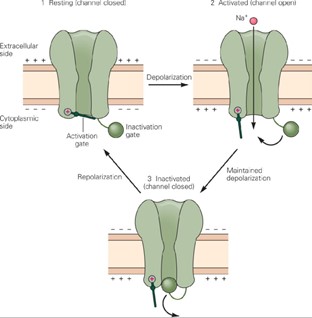 1 Resting (channel closed)
2 Activated (channel open)
Na+
Extracellular
side
+ + +
+ + +
- - -
- - -
Depolarization
Cytoplasmic
side
- - -
- - -
+ + +
+ + +
Activation
gate
Inactivation
gate
Repolarization
3 Inactivated
(channel closed)
Maintained
depolarization
- - -
- - -
+ + +
+ + +